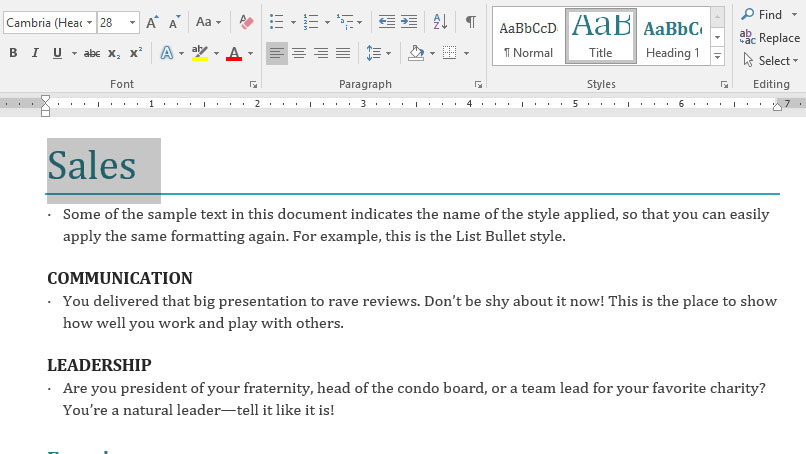 Cambria (Head 28 A A Aa Find
AaBbCcD AaB AaBbCc Replace
B I U abc x₂ x² A aby A ¶ Normal Title Heading 1 Select
Font Paragraph Styles Editing
1 2 3 4 5 6 7
Sales
· Some of the sample text in this document indicates the name of the style applied, so that you can easily
apply the same formatting again. For example, this is the List Bullet style.
COMMUNICATION
· You delivered that big presentation to rave reviews. Don’t be shy about it now! This is the place to show
how well you work and play with others.
LEADERSHIP
· Are you president of your fraternity, head of the condo board, or a team lead for your favorite charity?
You’re a natural leader—tell it like it is!